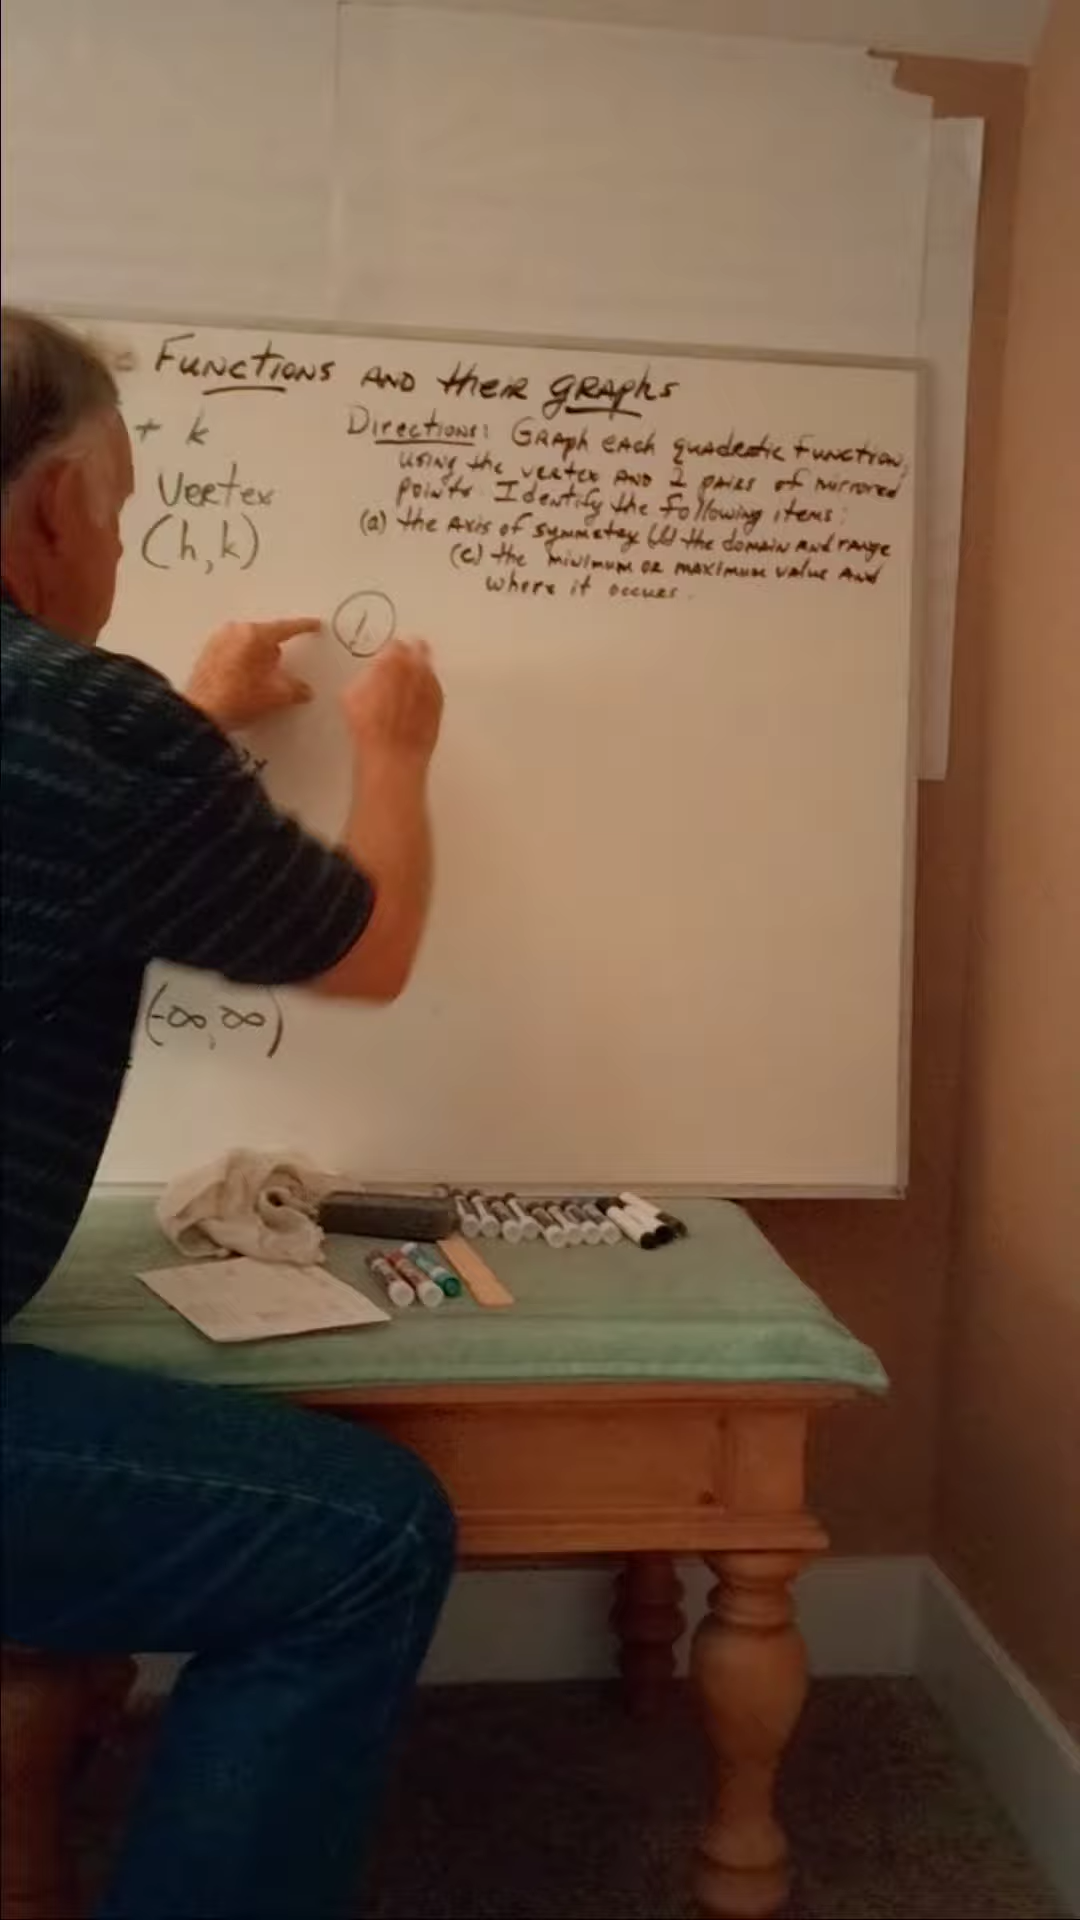 Functions AND their graphs
+ k
Vertex
(h,k)
Directions: Graph each quadratic function,
using the vertex AND 2 pairs of mirrored
points. Identify the following items:
(a) the Axis of symmetry (b) the domain and range
(c) the minimum or maximum value and
where it occurs.
1.
(-∞, ∞)